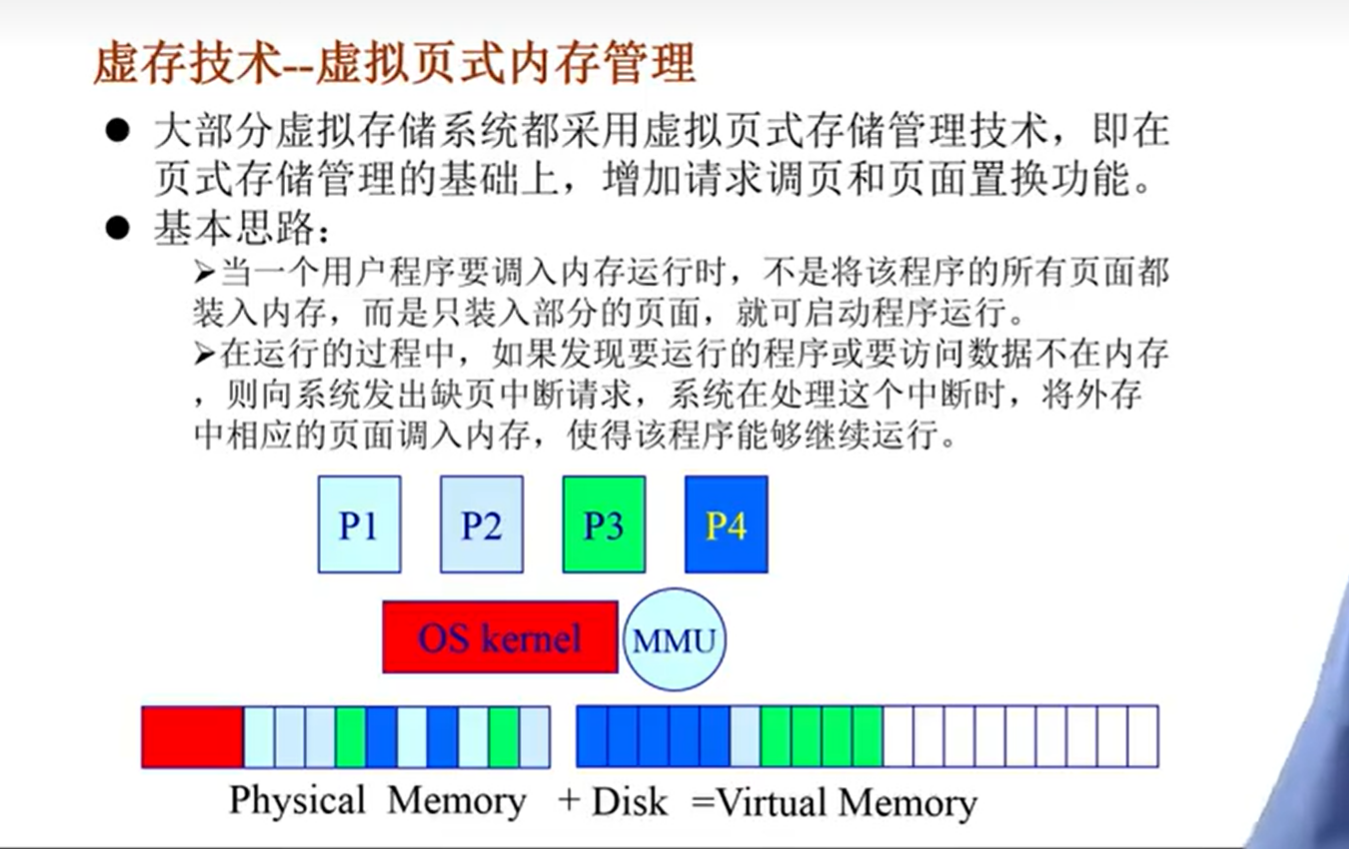 虚存技术--虚拟页式内存管理
● 大部分虚拟存储系统都采用虚拟页式存储管理技术，即在
页式存储管理的基础上，增加请求调页和页面置换功能。
● 基本思路：
➢当一个用户程序要调入内存运行时，不是将该程序的所有页面都
装入内存，而是只装入部分的页面，就可启动程序运行。
➢在运行的过程中，如果发现要运行的程序或要访问数据不在内存
，则向系统发出缺页中断请求，系统在处理这个中断时，将外存
中相应的页面调入内存，使得该程序能够继续运行。
P1 P2 P3 P4
OS kernel MMU
Physical Memory + Disk =Virtual Memory